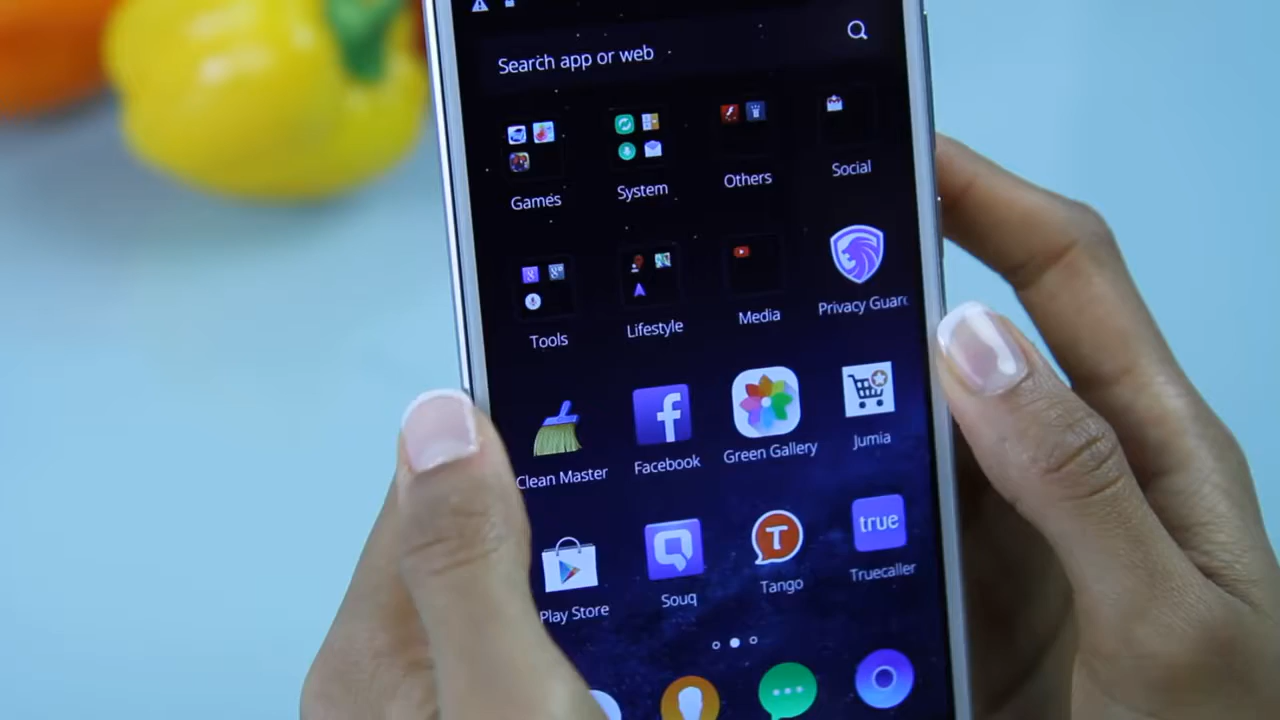 Search app or web
Games
System
Others
Social
Tools
Lifestyle
Media
Privacy Guard
Clean Master
Facebook
Green Gallery
Jumia
true
Play Store
Souq
T
Tango
Truecaller